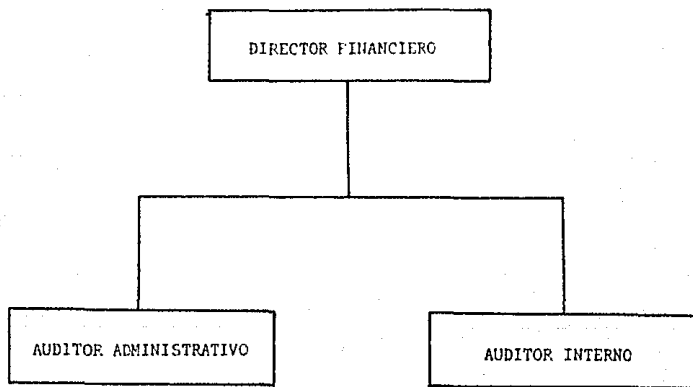 DIRECTOR FINANCIERO
AUDITOR ADMINISTRATIVO
AUDITOR INTERNO